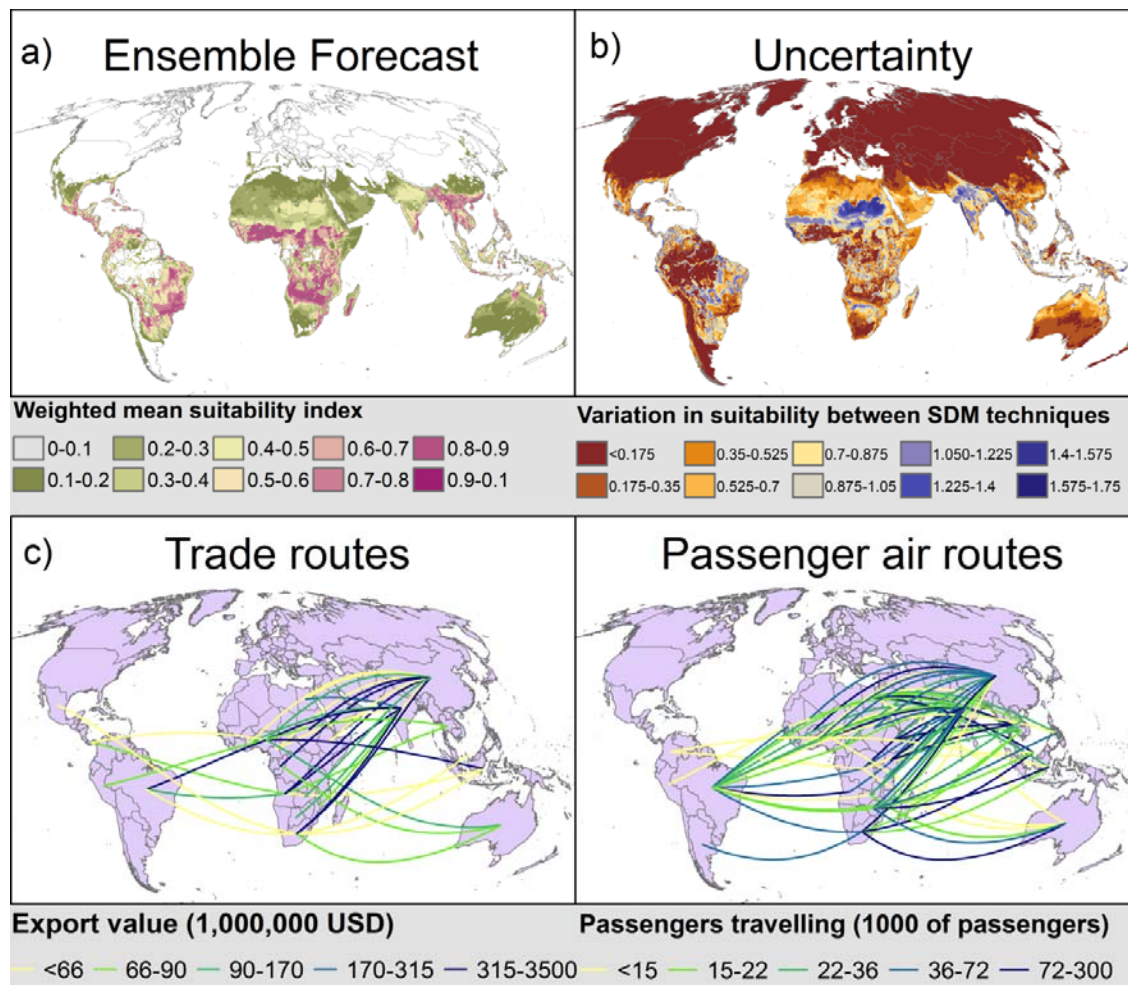 a) Ensemble Forecast
b) Uncertainty
Weighted mean suitability index
0-0.1 0.2-0.3 0.4-0.5 0.6-0.7 0.8-0.9
0.1-0.2 0.3-0.4 0.5-0.6 0.7-0.8 0.9-0.1
Variation in suitability between SDM techniques
<0.175 0.35-0.525 0.7-0.875 1.050-1.225 1.4-1.575
0.175-0.35 0.525-0.7 0.875-1.05 1.225-1.4 1.575-1.75
c) Trade routes
Passenger air routes
Export value (1,000,000 USD)
<66 66-90 90-170 170-315 315-3500
Passengers travelling (1000 of passengers)
<15 15-22 22-36 36-72 72-300